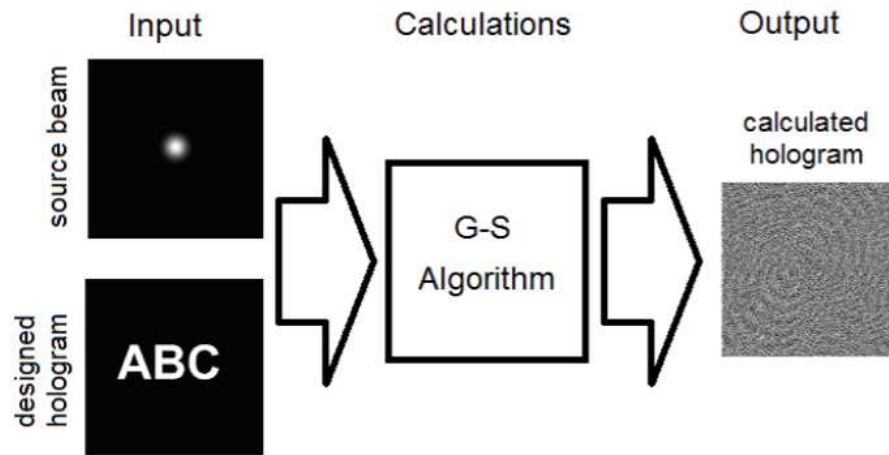 Input
Calculations
Output
source beam
designed
hologram
ABC
G-S
Algorithm
calculated
hologram